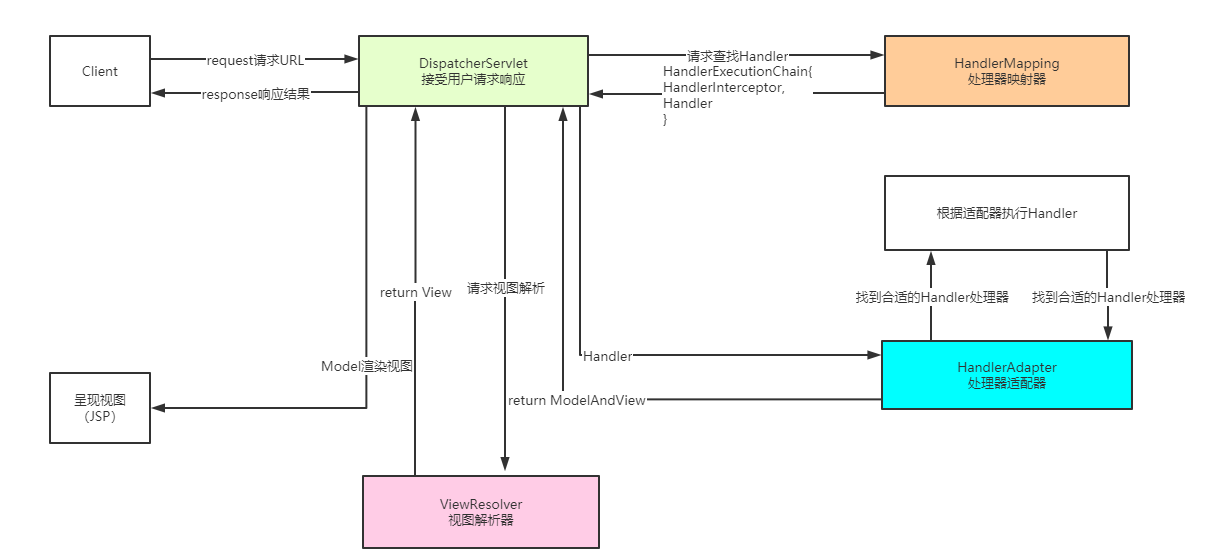 Client
request请求URL
response响应结果
DispatcherServlet
接受用户请求响应
请求查找Handler
HandlerExecutionChain{
HandlerInterceptor,
Handler
}
HandlerMapping
处理器映射器
根据适配器执行Handler
return View
请求视图解析
找到合适的Handler处理器
找到合适的Handler处理器
Model渲染视图
Handler
HandlerAdapter
处理器适配器
呈现视图
（JSP）
return ModelAndView
ViewResolver
视图解析器